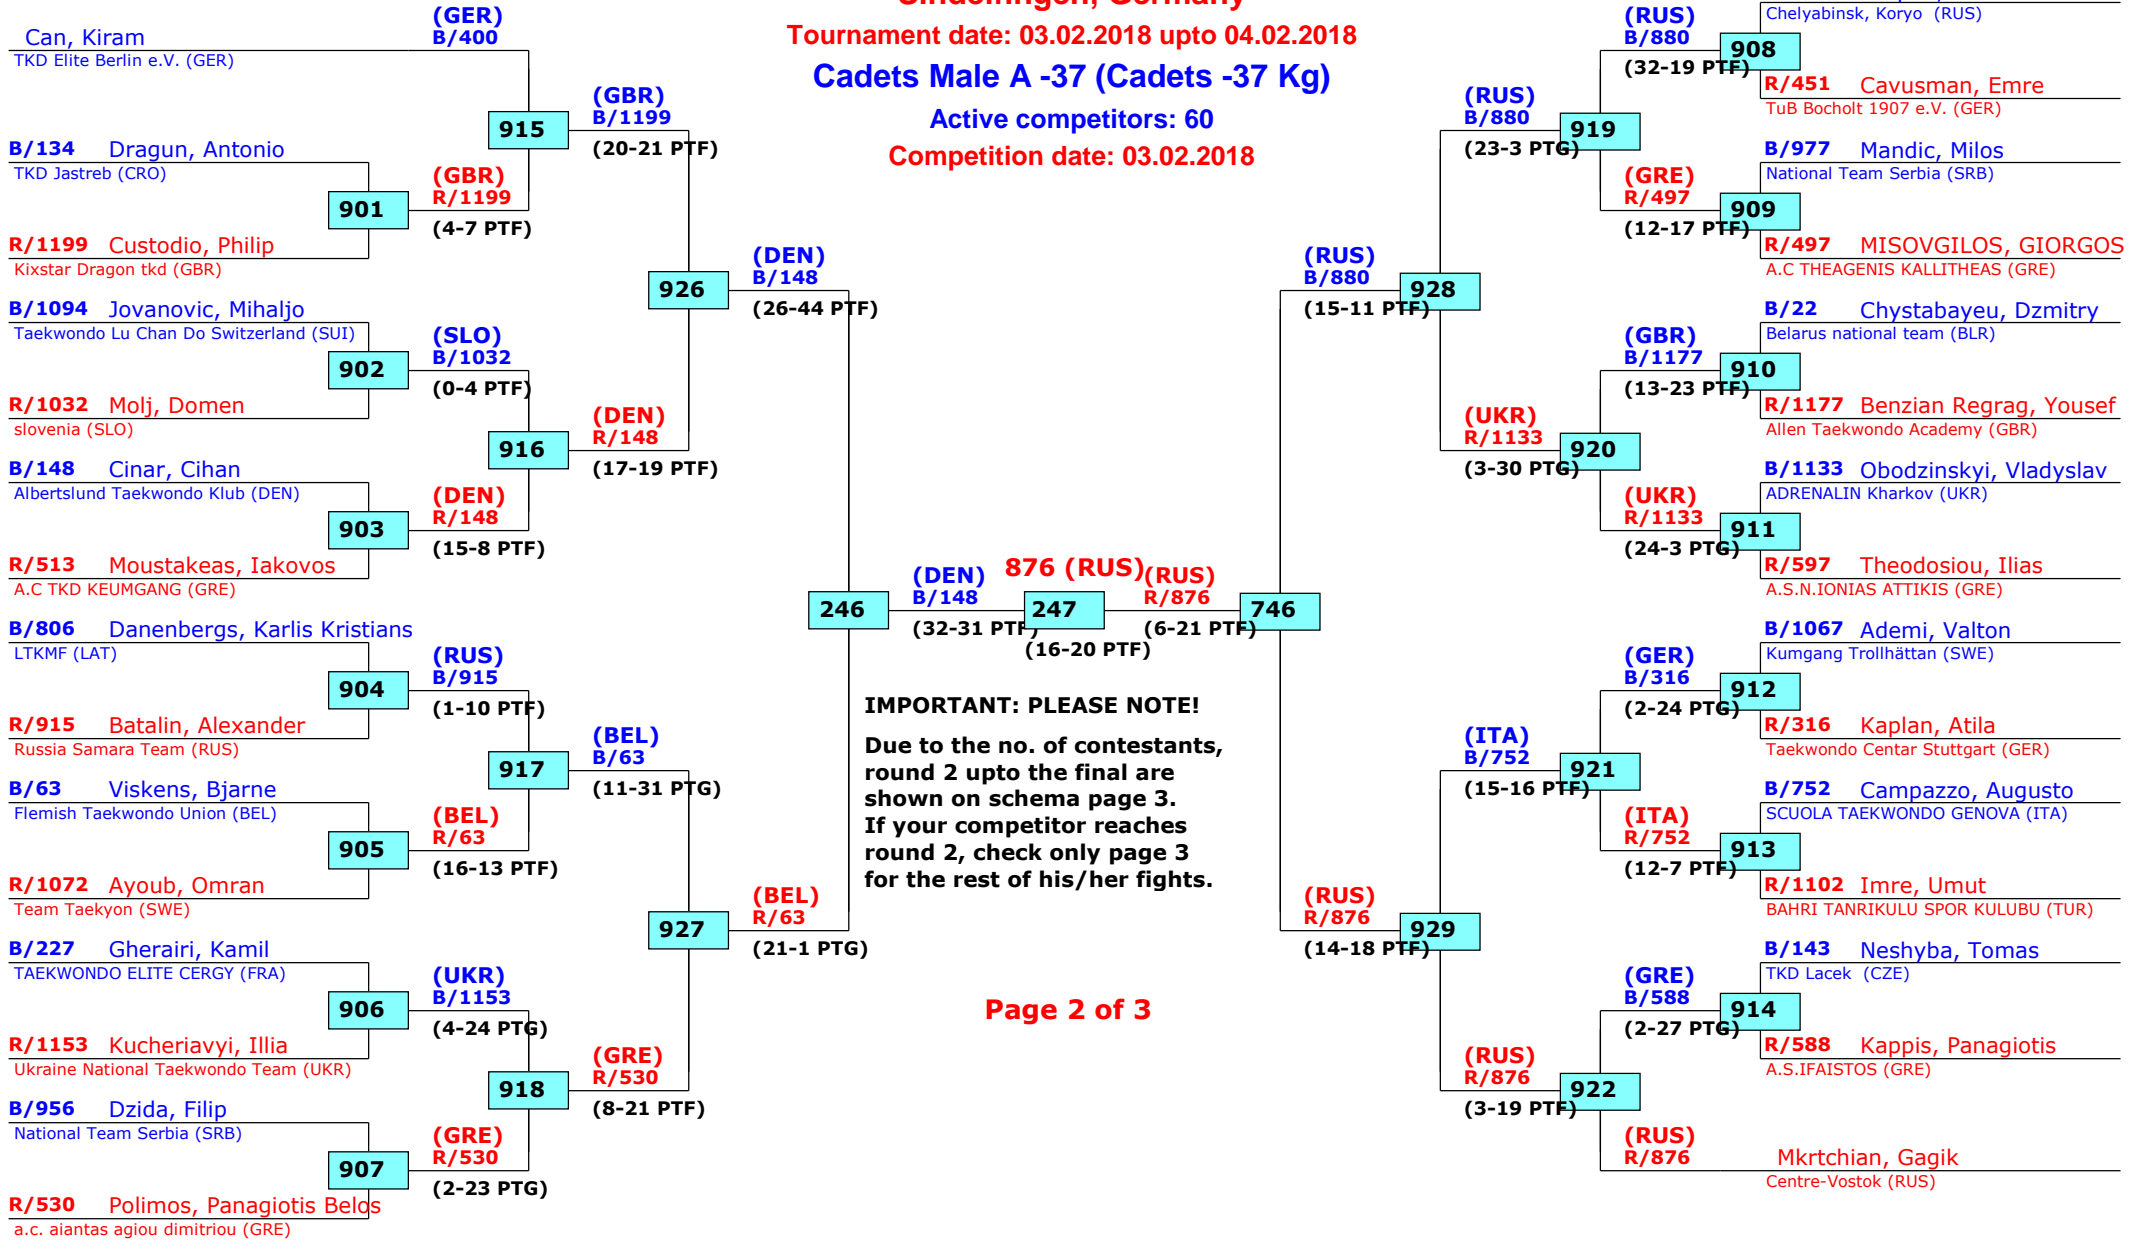 Sindelfingen, Germany
Tournament date: 03.02.2018 upto 04.02.2018
Cadets Male A -37 (Cadets -37 Kg)
Active competitors: 60
Competition date: 03.02.2018
Can, Kiram
TKD Elite Berlin e.V. (GER)
(GER)
B/400
B/134 Dragun, Antonio
TKD Jastreb (CRO)
901
R/1199 Custodio, Philip
Kixstar Dragon tkd (GBR)
(GBR)
R/1199
(4-7 PTF)
915
(GBR)
B/1199
(20-21 PTF)
B/1094 Jovanovic, Mihaljo
Taekwondo Lu Chan Do Switzerland (SUI)
902
R/1032 Molj, Domen
slovenia (SLO)
(SLO)
B/1032
(0-4 PTF)
B/148 Cinar, Cihan
Albertslund Taekwondo Klub (DEN)
903
R/513 Moustakeas, Iakovos
A.C TKD KEUMGANG (GRE)
(DEN)
R/148
(15-8 PTF)
916
(DEN)
R/148
(17-19 PTF)
926
(DEN)
B/148
(26-44 PTF)
B/806 Danenbergs, Karlis Kristians
LTKMF (LAT)
904
R/915 Batalin, Alexander
Russia Samara Team (RUS)
(RUS)
B/915
(1-10 PTF)
B/63 Viskens, Bjarne
Flemish Taekwondo Union (BEL)
905
R/1072 Ayoub, Omran
Team Taekyon (SWE)
(BEL)
R/63
(16-13 PTF)
917
(BEL)
B/63
(11-31 PTG)
B/227 Gherairi, Kamil
TAEKWONDO ELITE CERGY (FRA)
906
R/1153 Kucheriavyi, Illia
Ukraine National Taekwondo Team (UKR)
(UKR)
B/1153
(4-24 PTG)
B/956 Dzida, Filip
National Team Serbia (SRB)
907
R/530 Polimos, Panagiotis Belos
a.c. aiantas agiou dimitriou (GRE)
(GRE)
R/530
(2-23 PTG)
918
(GRE)
R/530
(8-21 PTF)
927
(BEL)
R/63
(21-1 PTG)
246
(DEN)
B/148
(32-31 PTF)
876 (RUS)
247
(16-20 PTF)
(RUS)
R/876
(6-21 PTF)
746
IMPORTANT: PLEASE NOTE!
Due to the no. of contestants,
round 2 upto the final are
shown on schema page 3.
If your competitor reaches
round 2, check only page 3
for the rest of his/her fights.
Page 2 of 3
(RUS)
B/880
(15-11 PTF)
928
(RUS)
B/880
(23-3 PTG)
919
(RUS)
B/880
(32-19 PTF)
Chelyabinsk, Koryo (RUS)
908
R/451 Cavusman, Emre
TuB Bocholt 1907 e.V. (GER)
(GRE)
R/497
(12-17 PTF)
B/977 Mandic, Milos
National Team Serbia (SRB)
909
R/497 MISOVGILOS, GIORGOS
A.C THEAGENIS KALLITHEAS (GRE)
(UKR)
R/1133
(3-30 PTG)
920
(GBR)
B/1177
(13-23 PTF)
B/22 Chystabayeu, Dzmitry
Belarus national team (BLR)
910
R/1177 Benzian Regrag, Yousef
Allen Taekwondo Academy (GBR)
(UKR)
R/1133
(24-3 PTG)
B/1133 Obodzinskyi, Vladyslav
ADRENALIN Kharkov (UKR)
911
R/597 Theodosiou, Ilias
A.S.N.IONIAS ATTIKIS (GRE)
(RUS)
R/876
(14-18 PTF)
929
(ITA)
B/752
(15-16 PTF)
921
(GER)
B/316
(2-24 PTG)
B/1067 Ademi, Valton
Kumgang Trollhättan (SWE)
912
R/316 Kaplan, Atila
Taekwondo Centar Stuttgart (GER)
(ITA)
R/752
(12-7 PTF)
B/752 Campazzo, Augusto
SCUOLA TAEKWONDO GENOVA (ITA)
913
R/1102 Imre, Umut
BAHRI TANRIKULU SPOR KULUBU (TUR)
(RUS)
R/876
(3-19 PTF)
922
(GRE)
B/588
(2-27 PTG)
B/143 Neshyba, Tomas
TKD Lacek (CZE)
914
R/588 Kappis, Panagiotis
A.S.IFAISTOS (GRE)
(RUS)
R/876
Mkrtchian, Gagik
Centre-Vostok (RUS)